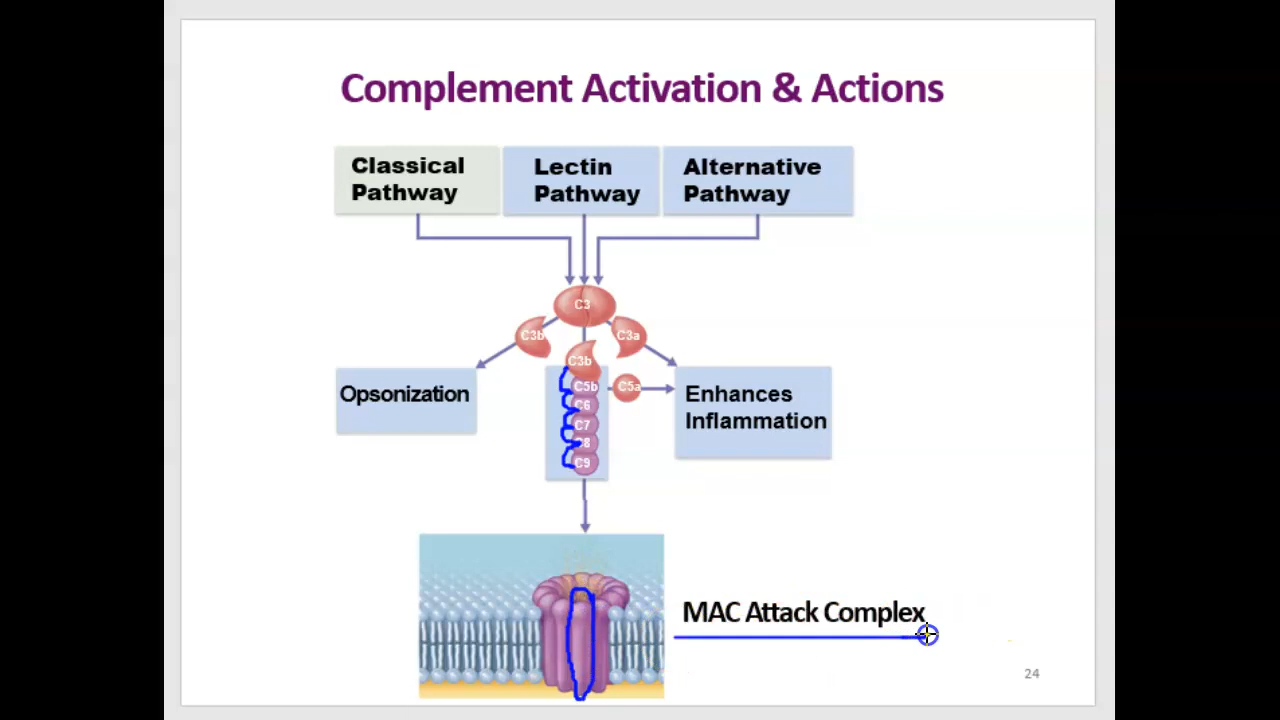 Complement Activation & Actions
Classical
Pathway
Lectin
Pathway
Alternative
Pathway
C3
C3b
C3a
C3b
Opsonization
C5b
C5a
Enhances
Inflammation
C6
C7
C8
C9
MAC Attack Complex
24